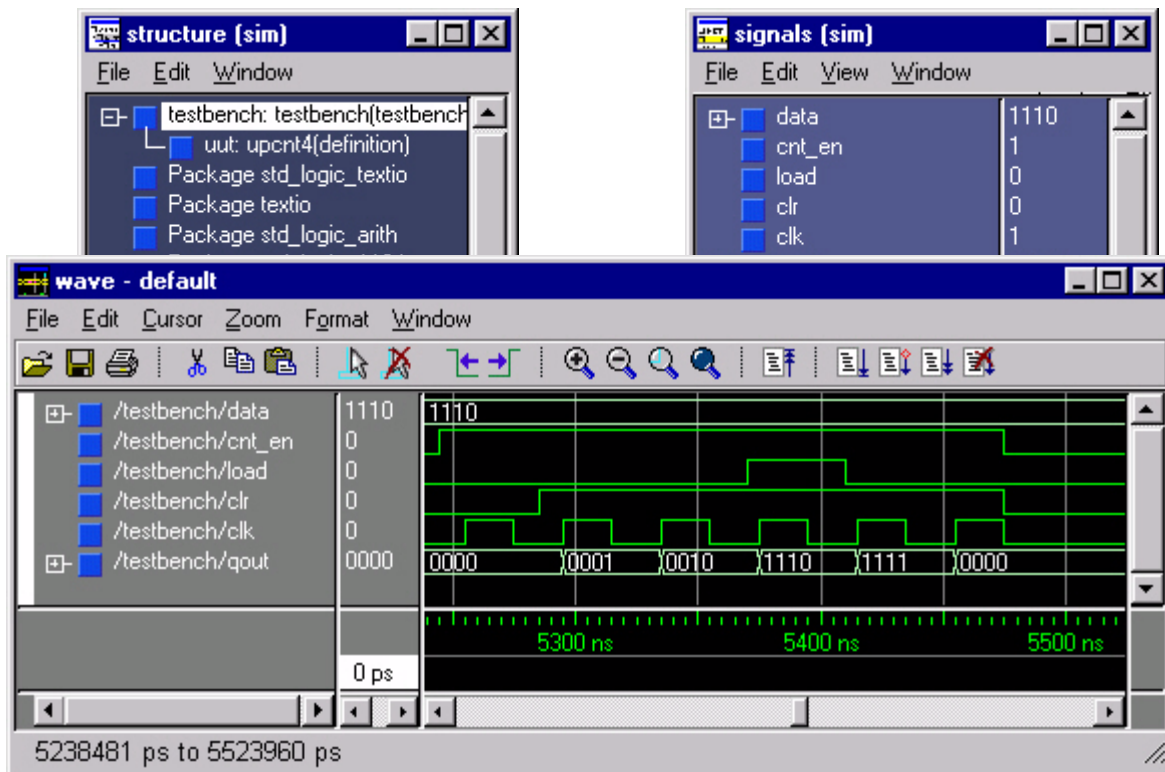 structure (sim)
File Edit Window
testbench: testbench(testbench
uut: upcnt4(definition)
Package std_logic_textio
Package textio
Package std_logic_arith
signals (sim)
File Edit View Window
data 1110
cnt_en 1
load 0
clr 0
clk 1
wave - default
File Edit Cursor Zoom Format Window
/testbench/data 1110 1110
/testbench/cnt_en 0
/testbench/load 0
/testbench/clr 0
/testbench/clk 0
/testbench/qout 0000 0000 0001 0010 1110 1111 0000
5300 ns 5400 ns 5500 ns
0 ps
5238481 ps to 5523960 ps